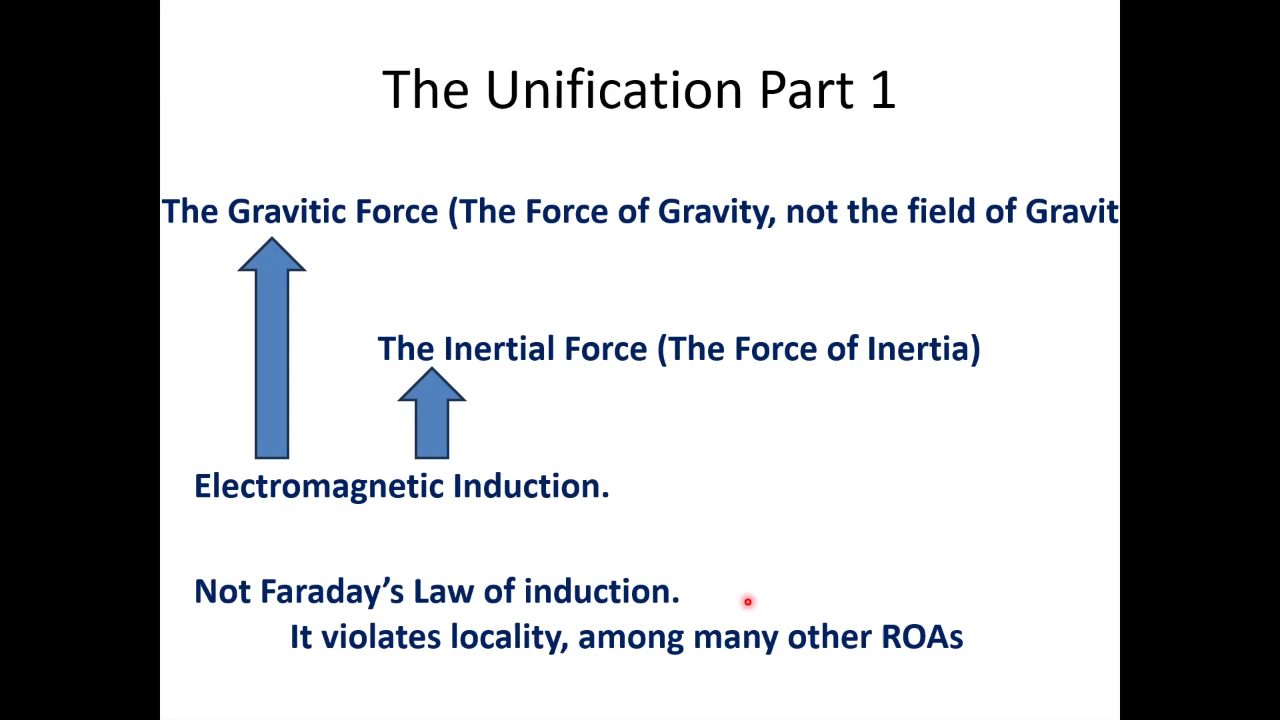 The Unification Part 1
The Gravitic Force (The Force of Gravity, not the field of Gravit
The Inertial Force (The Force of Inertia)
Electromagnetic Induction.
Not Faraday’s Law of induction.
It violates locality, among many other ROAs